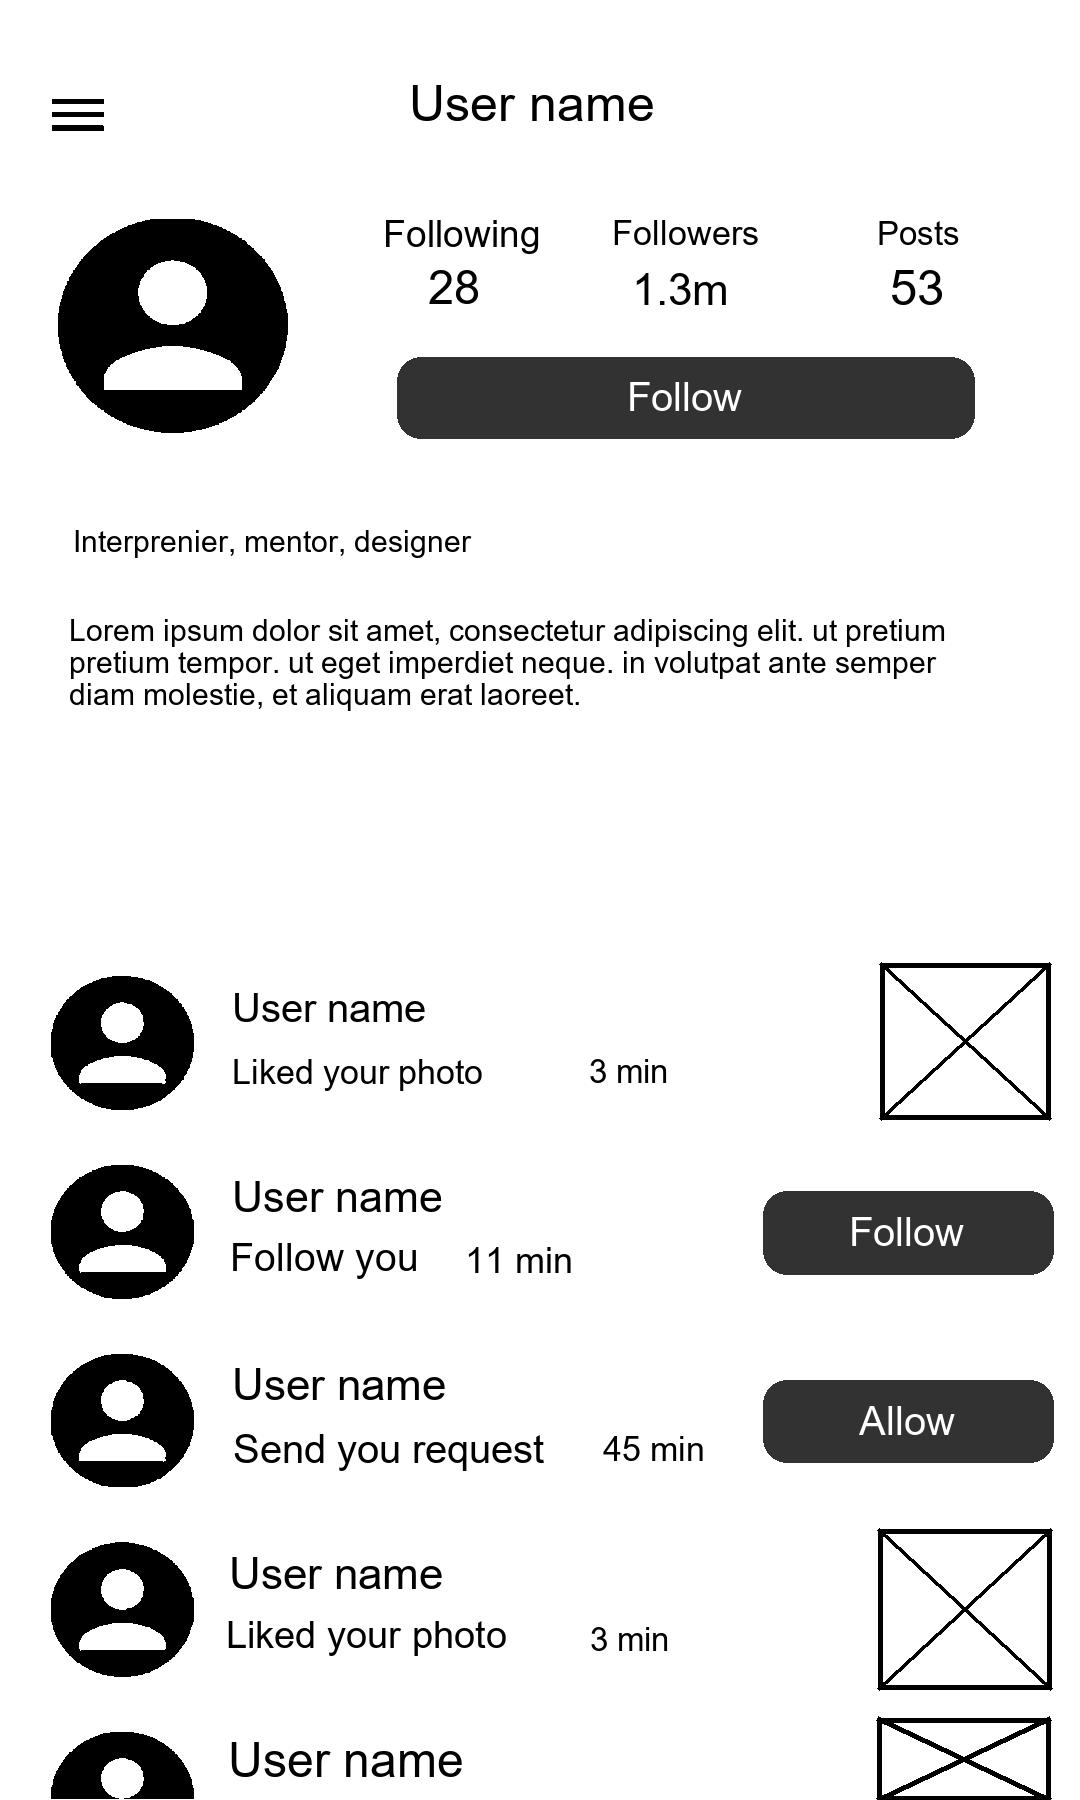 User name
Following Followers Posts
28 1.3m 53
Follow
Interprenier, mentor, designer
Lorem ipsum dolor sit amet, consectetur adipiscing elit. ut pretium
pretium tempor. ut eget imperdiet neque. in volutpat ante semper
diam molestie, et aliquam erat laoreet.
User name
Liked your photo 3 min
User name
Follow you 11 min
Follow
User name
Send you request 45 min
Allow
User name
Liked your photo 3 min
User name